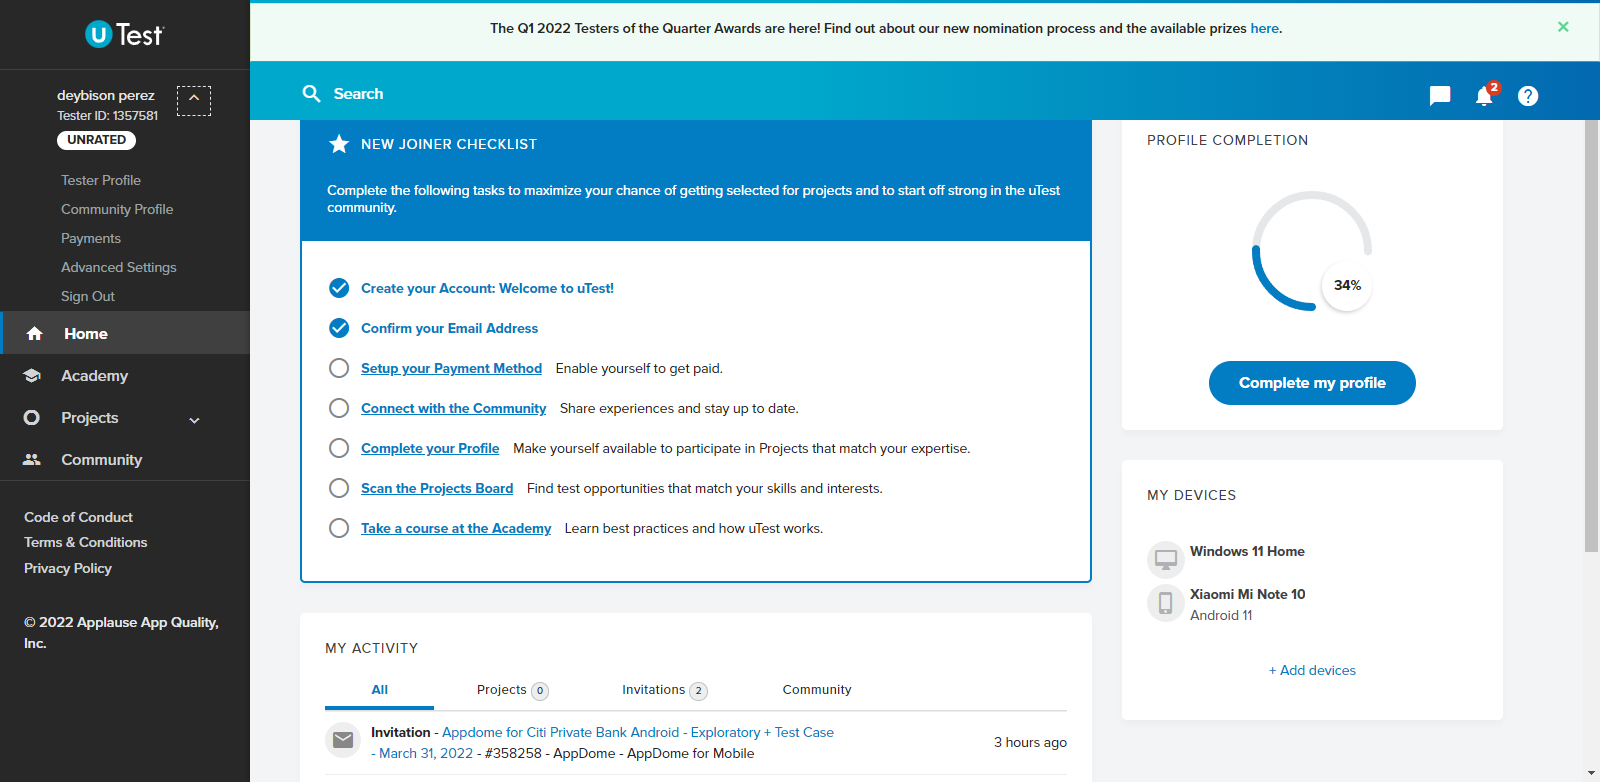 The Q1 2022 Testers of the Quarter Awards are here! Find out about our new nomination process and the available prizes here.
uTest
deybison perez
Tester ID: 1357581
UNRATED
Tester Profile
Community Profile
Payments
Advanced Settings
Sign Out
Home
Academy
Projects
Community
Code of Conduct
Terms & Conditions
Privacy Policy
© 2022 Applause App Quality,
Inc.
Search
2
NEW JOINER CHECKLIST
Complete the following tasks to maximize your chance of getting selected for projects and to start off strong in the uTest
community.
Create your Account: Welcome to uTest!
Confirm your Email Address
Setup your Payment Method Enable yourself to get paid.
Connect with the Community Share experiences and stay up to date.
Complete your Profile Make yourself available to participate in Projects that match your expertise.
Scan the Projects Board Find test opportunities that match your skills and interests.
Take a course at the Academy Learn best practices and how uTest works.
MY ACTIVITY
All Projects 0 Invitations 2 Community
Invitation - Appdome for Citi Private Bank Android - Exploratory + Test Case
- March 31, 2022 - #358258 - AppDome - AppDome for Mobile
3 hours ago
PROFILE COMPLETION
34%
Complete my profile
MY DEVICES
Windows 11 Home
Xiaomi Mi Note 10
Android 11
+ Add devices